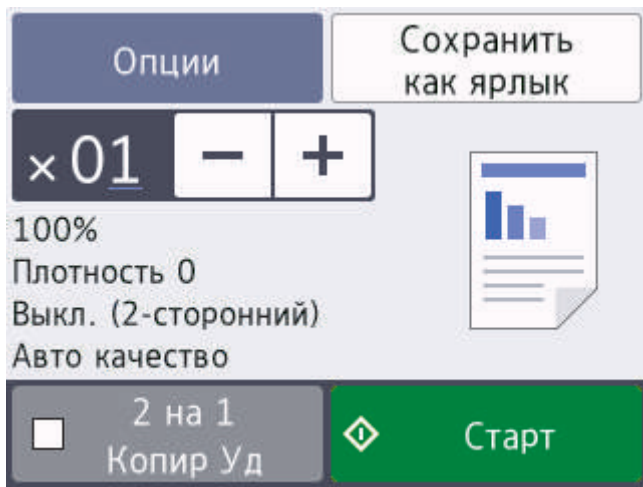 Опции
Сохранить
как ярлык
×01 − +
100%
Плотность 0
Выкл. (2-сторонний)
Авто качество
2 на 1
Копир Уд
Старт